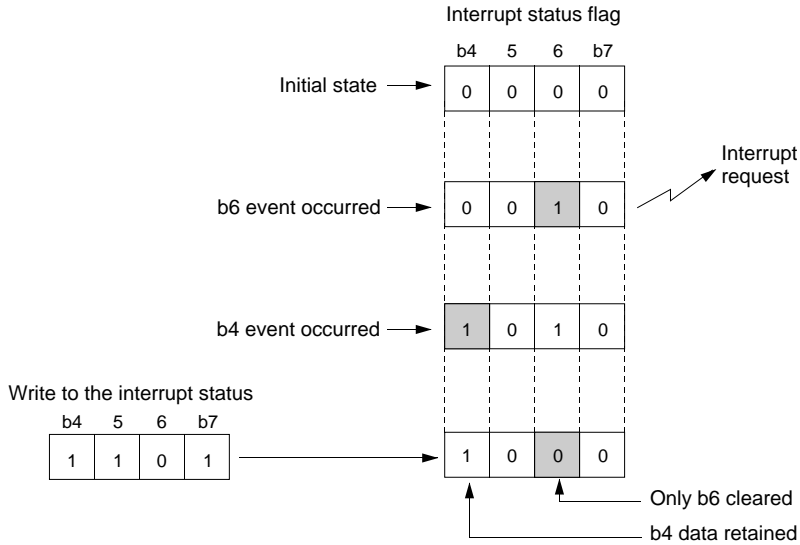 Interrupt status flag
b4 5 6 b7
Initial state 0 0 0 0
Interrupt
request
b6 event occurred 0 0 1 0
b4 event occurred 1 0 1 0
Write to the interrupt status
b4 5 6 b7
1 1 0 1 1 0 0 0
Only b6 cleared
b4 data retained